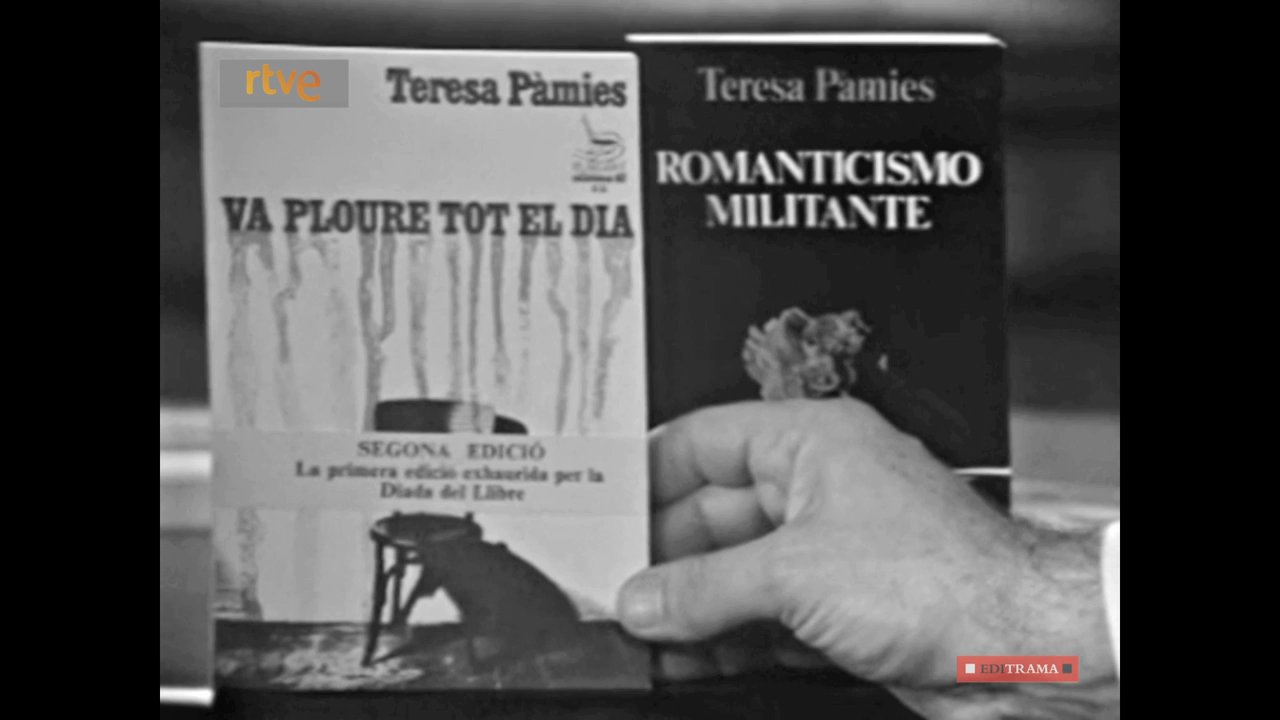 rtve
Teresa Pàmies
VA PLOURE TOT EL DIA
SEGONA EDICIÓ
La primera edició exhaurida per la
Diada del Llibre
Teresa Pàmies
ROMANTICISMO
MILITANTE
EDITRAMA